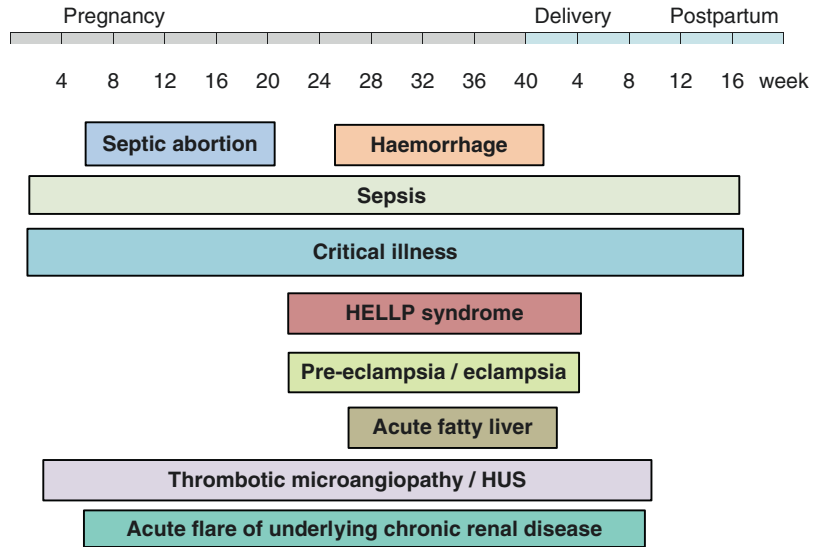 Pregnancy Delivery Postpartum
4 8 12 16 20 24 28 32 36 40 4 8 12 16 week
Septic abortion Haemorrhage
Sepsis
Critical illness
HELLP syndrome
Pre-eclampsia / eclampsia
Acute fatty liver
Thrombotic microangiopathy / HUS
Acute flare of underlying chronic renal disease